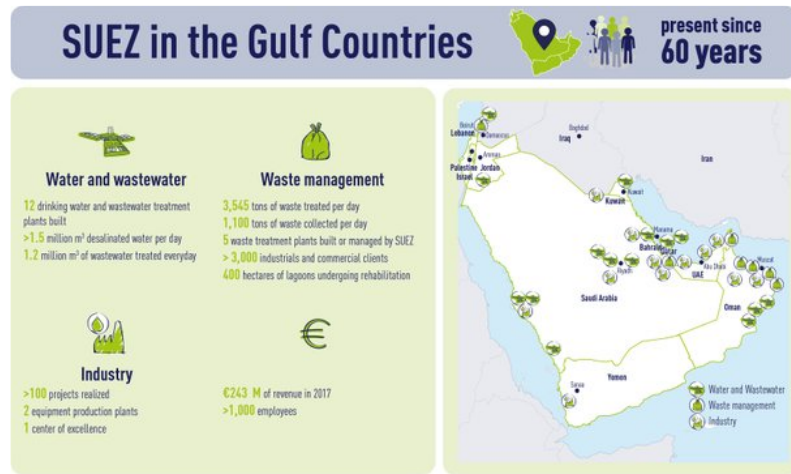 SUEZ in the Gulf Countries
present since
60 years
Water and wastewater
12 drinking water and wastewater treatment
plants built
>1.5 million m³ desalinated water per day
1.2 million m³ of wastewater treated everyday
Waste management
3,545 tons of waste treated per day
1,100 tons of waste collected per day
5 waste treatment plants built or managed by SUEZ
> 3,000 industrials and commercial clients
400 hectares of lagoons undergoing rehabilitation
Industry
>100 projects realized
2 equipment production plants
1 center of excellence
€
€243 M of revenue in 2017
>1,000 employees
Beirut
Lebanon
Damascus
Baghdad
Iraq
Iran
Amman
Palestine Jordan
Israel
Kuwait
Kuwait
Manama
Bahrain
Qatar
Riyadh
Abu Dhabi
UAE
Muscat
Saudi Arabia
Oman
Yemen
Sanaa
Water and Wastewater
Waste management
Industry